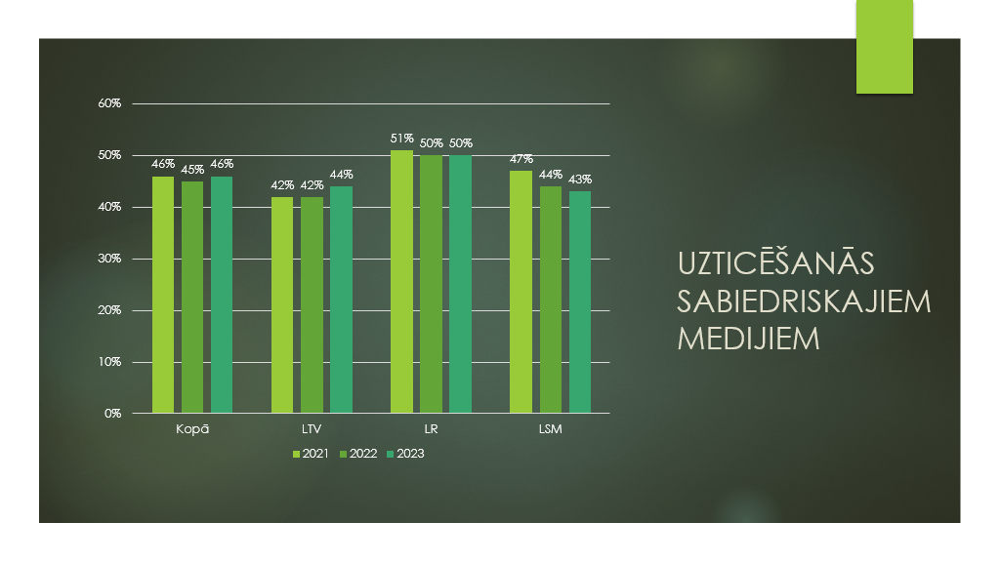 60%
50%
40%
30%
20%
10%
0%
46% 45% 46%
42% 42% 44%
51% 50% 50%
47% 44% 43%
Kopā LTV LR LSM
2021 2022 2023
UZTICĒŠANĀS
SABIEDRISKAJIEM
MEDIJIEM